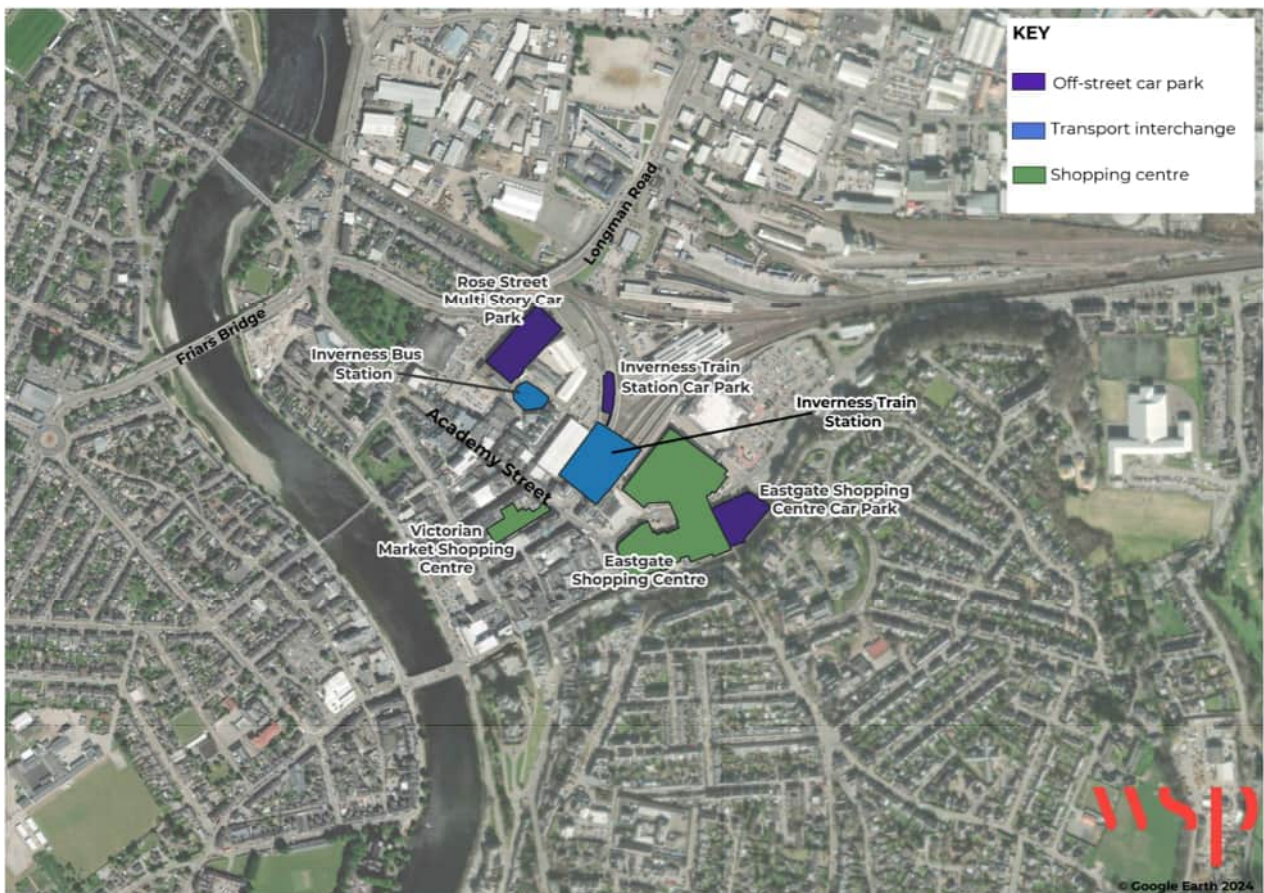 KEY
Off-street car park
Transport interchange
Shopping centre
Longman Road
Rose Street
Multi Story Car
Park
Friars Bridge
Inverness Bus
Station
Inverness Train
Station Car Park
Inverness Train
Station
Academy Street
Eastgate Shopping
Centre Car Park
Victorian
Market Shopping
Centre
Eastgate
Shopping Centre
wsp
© Google Earth 2024